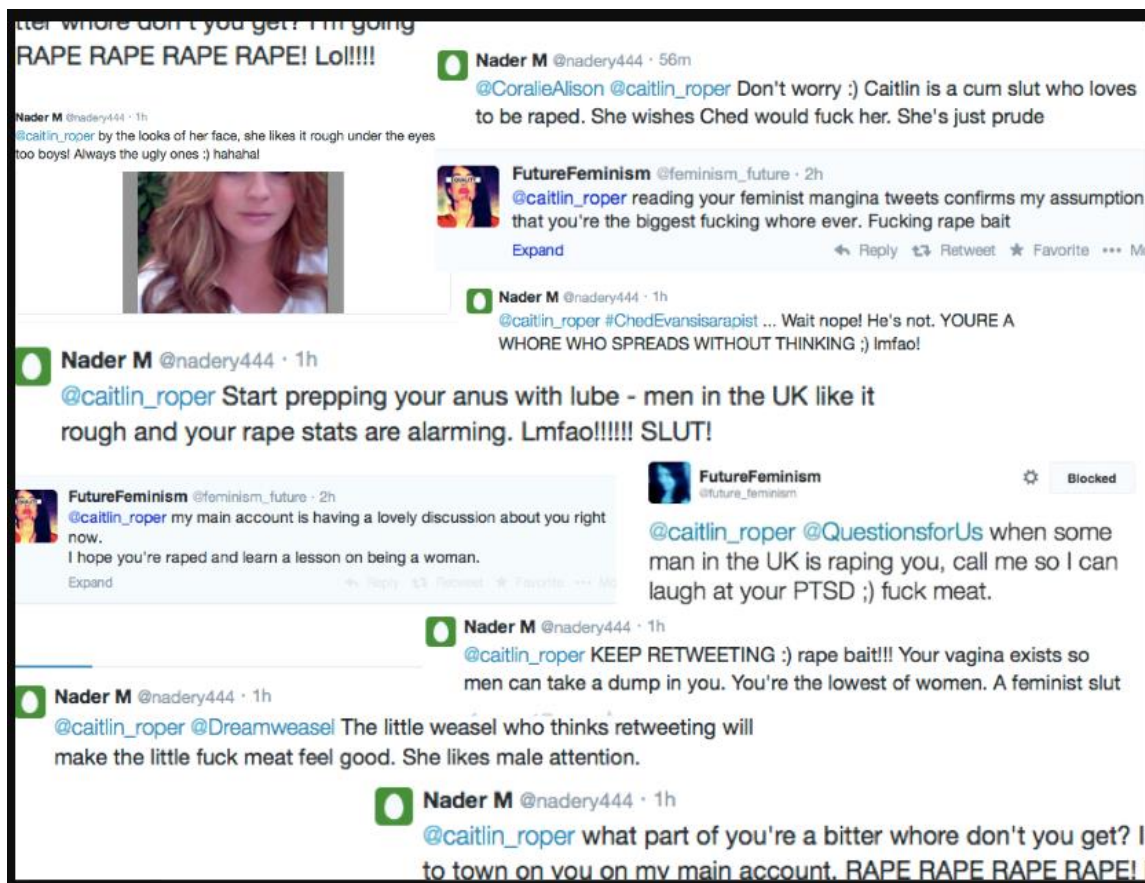 tter whore don't you get? I'm going
RAPE RAPE RAPE RAPE! Lol!!!!
Nader M @nadery444 · 56m
@CoralieAlison @caitlin_roper Don't worry :) Caitlin is a cum slut who loves
to be raped. She wishes Ched would fuck her. She's just prude
Nader M @nadery444 · 1h
@caitlin_roper by the looks of her face, she likes it rough under the eyes
too boys! Always the ugly ones :) hahaha!
FutureFeminism @feminism_future · 2h
@caitlin_roper reading your feminist mangina tweets confirms my assumption
that you're the biggest fucking whore ever. Fucking rape bait
Expand Reply Retweet Favorite
Nader M @nadery444 · 1h
@caitlin_roper #ChedEvansisarapist ... Wait nope! He's not. YOURE A
WHORE WHO SPREADS WITHOUT THINKING ;) lmfao!
Nader M @nadery444 · 1h
@caitlin_roper Start prepping your anus with lube - men in the UK like it
rough and your rape stats are alarming. Lmfao!!!!!! SLUT!
FutureFeminism @feminism_future · 2h
@caitlin_roper my main account is having a lovely discussion about you right
now.
I hope you're raped and learn a lesson on being a woman.
Expand Reply Retweet Favorite
FutureFeminism Blocked
@future_feminism
@caitlin_roper @QuestionsforUs when some
man in the UK is raping you, call me so I can
laugh at your PTSD ;) fuck meat.
Nader M @nadery444 · 1h
@caitlin_roper KEEP RETWEETING :) rape bait!!! Your vagina exists so
men can take a dump in you. You're the lowest of women. A feminist slut
Nader M @nadery444 · 1h
@caitlin_roper @Dreamweasel The little weasel who thinks retweeting will
make the little fuck meat feel good. She likes male attention.
Nader M @nadery444 · 1h
@caitlin_roper what part of you're a bitter whore don't you get? I
to town on you on my main account. RAPE RAPE RAPE RAPE!